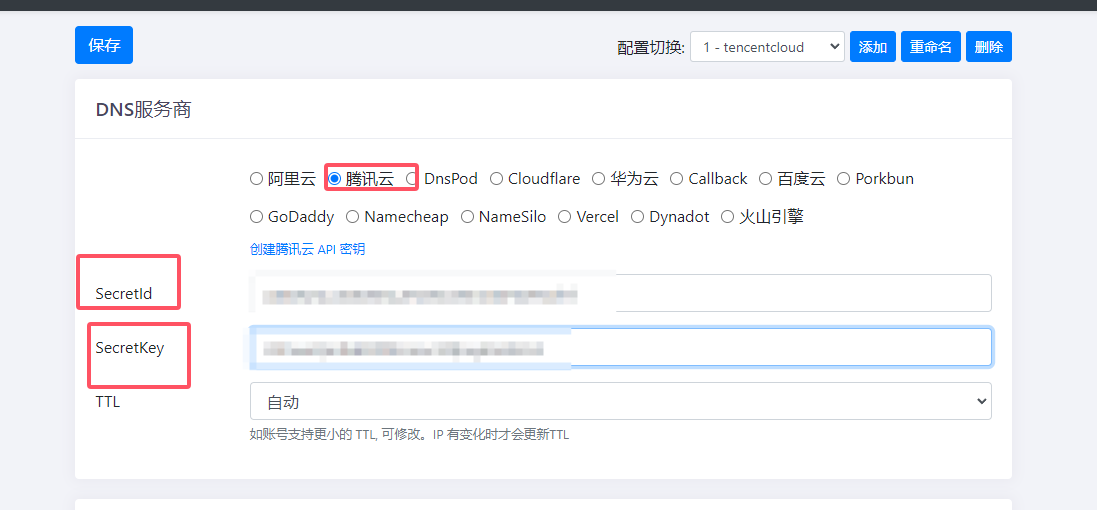 保存 配置切换: 1 - tencentcloud 添加 重命名 删除
DNS服务商
阿里云 腾讯云 DnsPod Cloudflare 华为云 Callback 百度云 Porkbun
GoDaddy Namecheap NameSilo Vercel Dynadot 火山引擎
创建腾讯云 API 密钥
SecretId
SecretKey
TTL 自动
如账号支持更小的 TTL, 可修改。IP 有变化时才会更新TTL